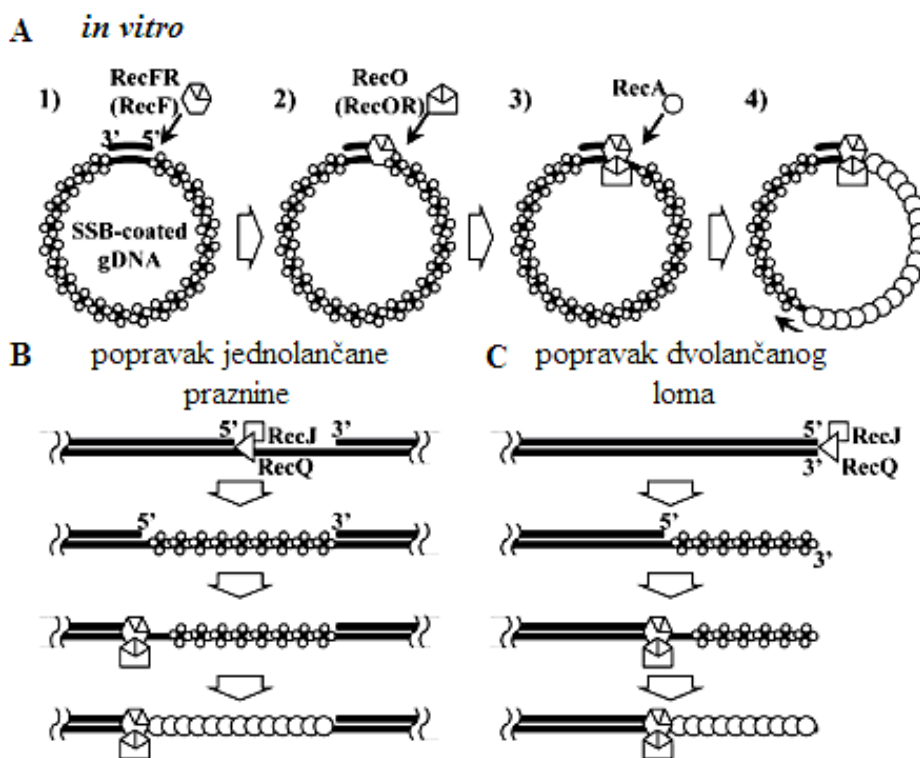 A in vitro
1) RecFR (RecF)
3' 5'
SSB-coated
gDNA
2) RecO
(RecOR)
3) RecA
4)
B popravak jednolančane
praznine
5' RecJ 3'
RecQ
5' 3'
C popravak dvolančanog
loma
5' RecJ
3' RecQ
5'
3'